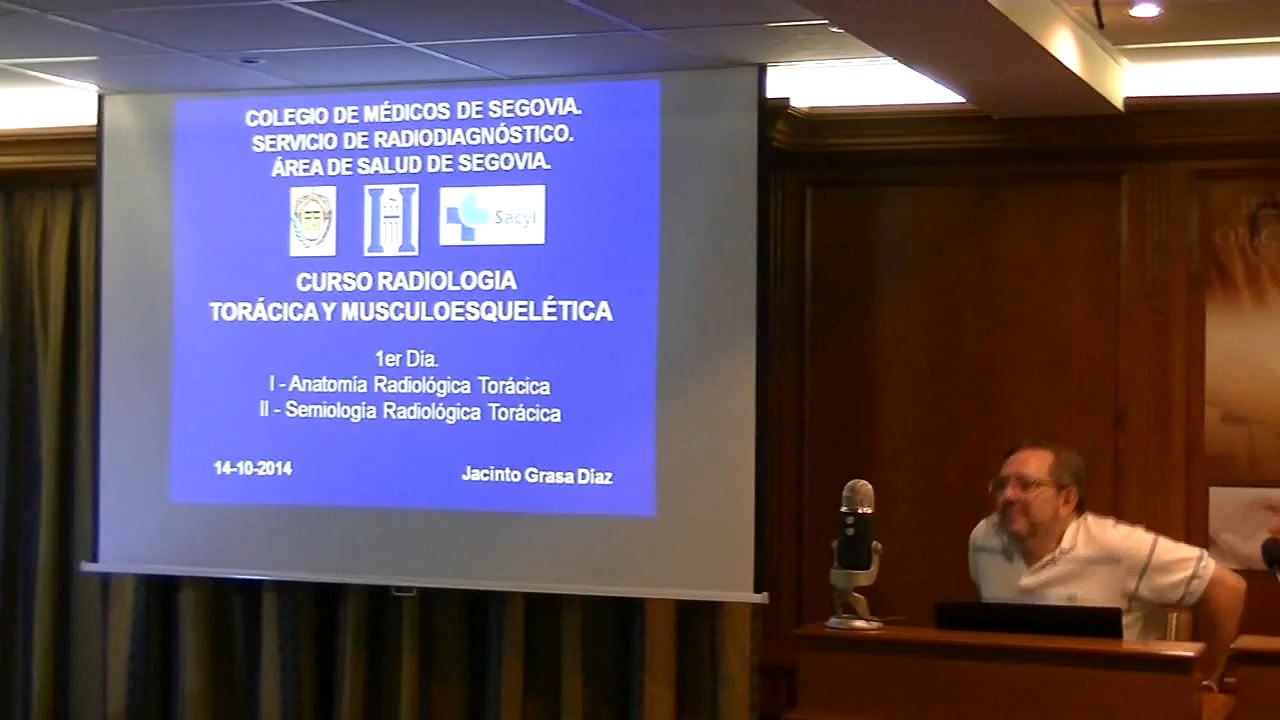 COLEGIO DE MÉDICOS DE SEGOVIA.
SERVICIO DE RADIODIAGNÓSTICO.
ÁREA DE SALUD DE SEGOVIA.
Sacyl
CURSO RADIOLOGIA
TORÁCICA Y MUSCULOESQUELÉTICA
1er Día.
I - Anatomía Radiológica Torácica
II - Semiología Radiológica Torácica
14-10-2014
Jacinto Grasa Díaz